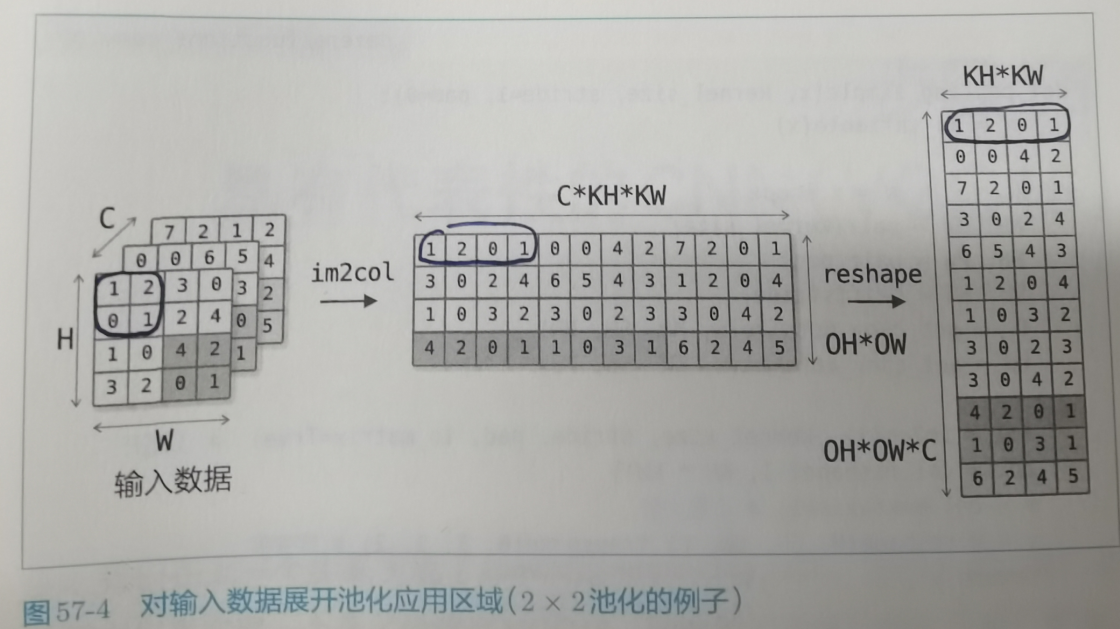 KH*KW
1 2 0 1
0 0 4 2
7 2 0 1
3 0 2 4
6 5 4 3
1 2 0 4
1 0 3 2
3 0 2 3
3 0 4 2
4 2 0 1
1 0 3 1
6 2 4 5
OH*OW*C
C*KH*KW
1 2 0 1 0 0 4 2 7 2 0 1
3 0 2 4 6 5 4 3 1 2 0 4
1 0 3 2 3 0 2 3 3 0 4 2
4 2 0 1 1 0 3 1 6 2 4 5
OH*OW
im2col
reshape
C
7 2 1 2
0 0 6 5 4
1 2 3 0 3 2
0 1 2 4 0 5
1 0 4 2 1
3 2 0 1
H
W
输入数据
图57-4 对输入数据展开池化应用区域(2×2池化的例子)